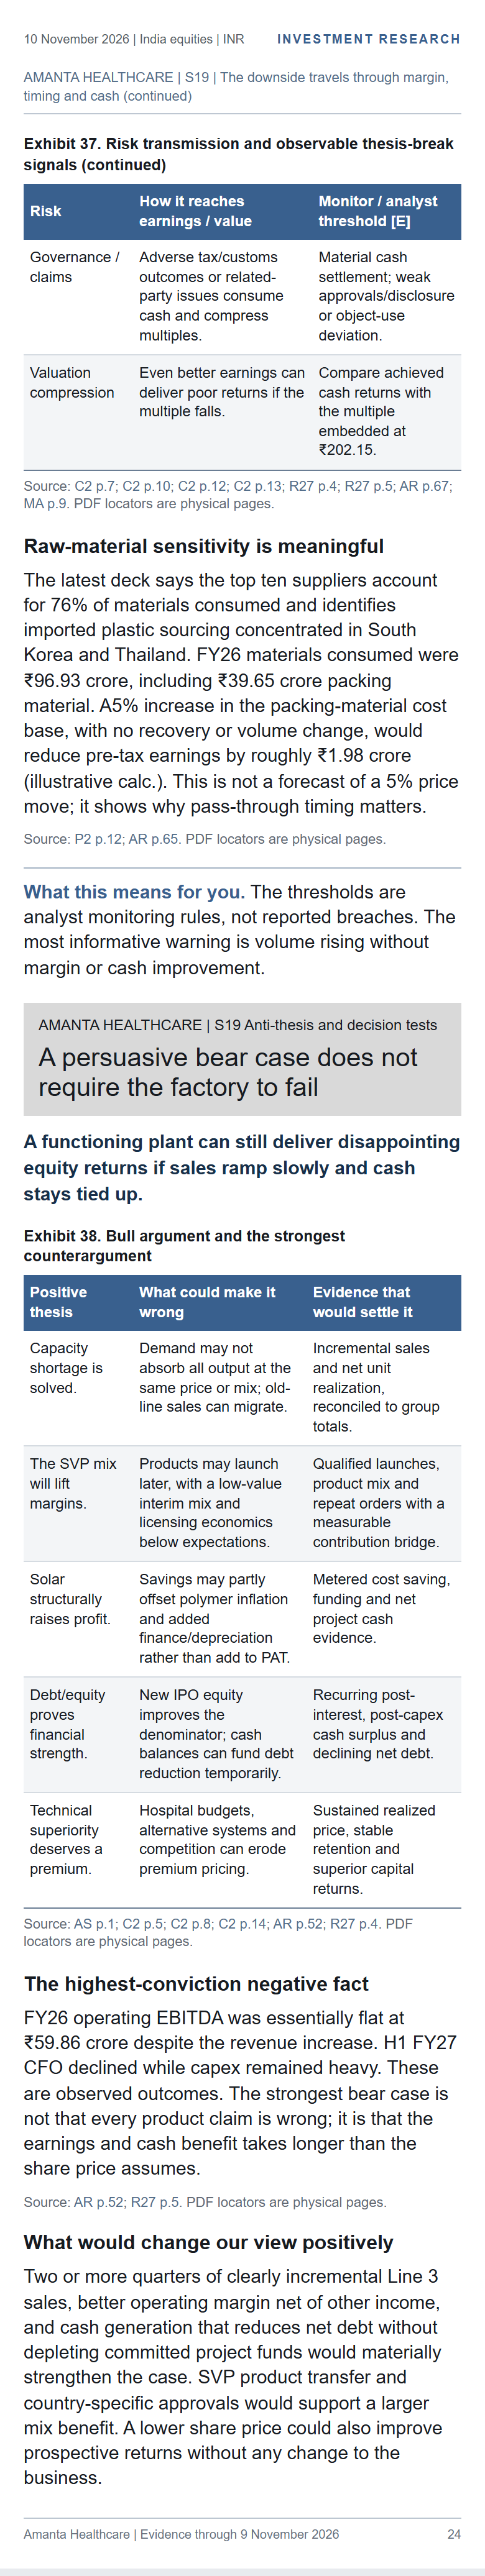 10 November 2026 | India equities | INR INVESTMENT RESEARCH
AMANTA HEALTHCARE | S19 | The downside travels through margin,
timing and cash (continued)
Exhibit 37. Risk transmission and observable thesis-break
signals (continued)
Risk
How it reaches
earnings / value
Monitor / analyst
threshold [E]
Governance /
claims
Adverse tax/customs
outcomes or related-
party issues consume
cash and compress
multiples.
Material cash
settlement; weak
approvals/disclosure
or object-use
deviation.
Valuation
compression
Even better earnings can
deliver poor returns if the
multiple falls.
Compare achieved
cash returns with
the multiple
embedded at
₹202.15.
Source: C2 p.7; C2 p.10; C2 p.12; C2 p.13; R27 p.4; R27 p.5; AR p.67;
MA p.9. PDF locators are physical pages.
Raw-material sensitivity is meaningful
The latest deck says the top ten suppliers account
for 76% of materials consumed and identifies
imported plastic sourcing concentrated in South
Korea and Thailand. FY26 materials consumed were
₹96.93 crore, including ₹39.65 crore packing
material. A5% increase in the packing-material cost
base, with no recovery or volume change, would
reduce pre-tax earnings by roughly ₹1.98 crore
(illustrative calc.). This is not a forecast of a 5% price
move; it shows why pass-through timing matters.
Source: P2 p.12; AR p.65. PDF locators are physical pages.
What this means for you. The thresholds are
analyst monitoring rules, not reported breaches. The
most informative warning is volume rising without
margin or cash improvement.
AMANTA HEALTHCARE | S19 Anti-thesis and decision tests
A persuasive bear case does not
require the factory to fail
A functioning plant can still deliver disappointing
equity returns if sales ramp slowly and cash
stays tied up.
Exhibit 38. Bull argument and the strongest
counterargument
Positive
thesis
What could make it
wrong
Evidence that
would settle it
Capacity
shortage is
solved.
Demand may not
absorb all output at the
same price or mix; old-
line sales can migrate.
Incremental sales
and net unit
realization,
reconciled to group
totals.
The SVP mix
will lift
margins.
Products may launch
later, with a low-value
interim mix and
licensing economics
below expectations.
Qualified launches,
product mix and
repeat orders with a
measurable
contribution bridge.
Solar
structurally
raises profit.
Savings may partly
offset polymer inflation
and added
finance/depreciation
rather than add to PAT.
Metered cost saving,
funding and net
project cash
evidence.
Debt/equity
proves
financial
strength.
New IPO equity
improves the
denominator; cash
balances can fund debt
reduction temporarily.
Recurring post-
interest, post-capex
cash surplus and
declining net debt.
Technical
superiority
deserves a
premium.
Hospital budgets,
alternative systems and
competition can erode
premium pricing.
Sustained realized
price, stable
retention and
superior capital
returns.
Source: AS p.1; C2 p.5; C2 p.8; C2 p.14; AR p.52; R27 p.4. PDF
locators are physical pages.
The highest-conviction negative fact
FY26 operating EBITDA was essentially flat at
₹59.86 crore despite the revenue increase. H1 FY27
CFO declined while capex remained heavy. These
are observed outcomes. The strongest bear case is
not that every product claim is wrong; it is that the
earnings and cash benefit takes longer than the
share price assumes.
Source: AR p.52; R27 p.5. PDF locators are physical pages.
What would change our view positively
Two or more quarters of clearly incremental Line 3
sales, better operating margin net of other income,
and cash generation that reduces net debt without
depleting committed project funds would materially
strengthen the case. SVP product transfer and
country-specific approvals would support a larger
mix benefit. A lower share price could also improve
prospective returns without any change to the
business.
Amanta Healthcare | Evidence through 9 November 2026 24